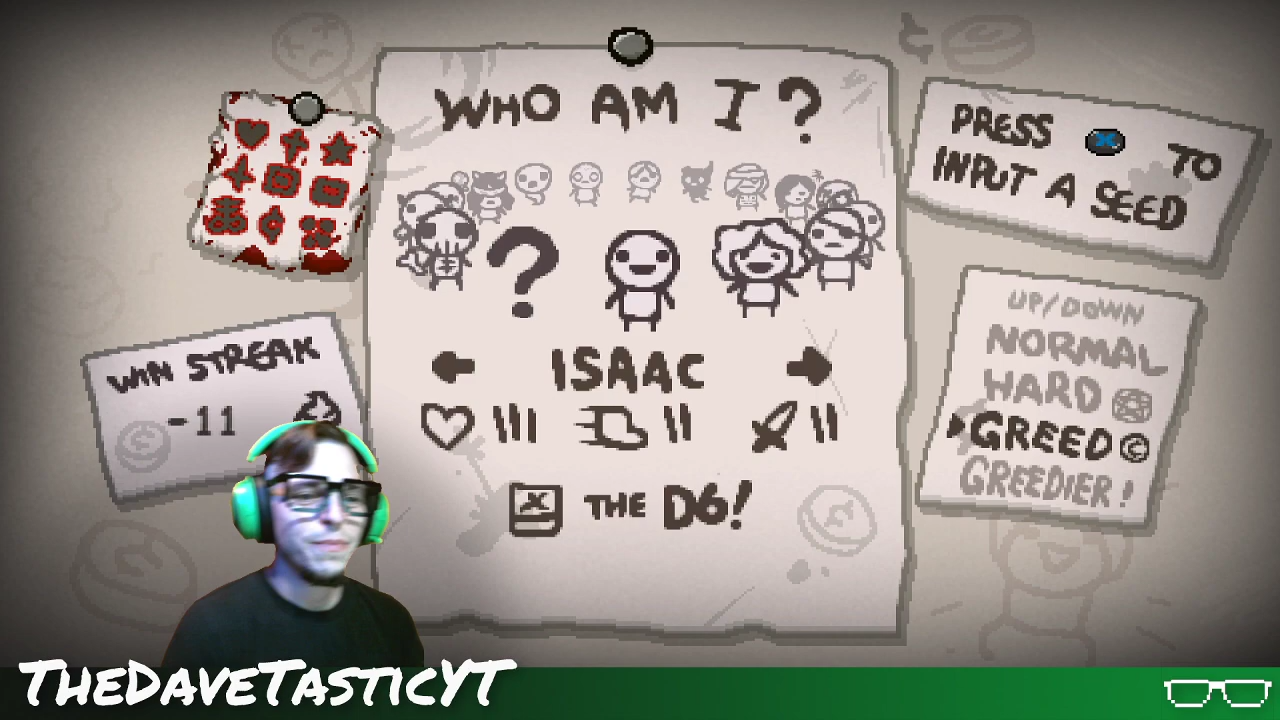 WHO AM I?
PRESS X TO
INPUT A SEED
WIN STREAK
-11
ISAAC
THE D6!
UP/DOWN
NORMAL
HARD
GREED
GREEDIER!
THEDAVETASTICYT